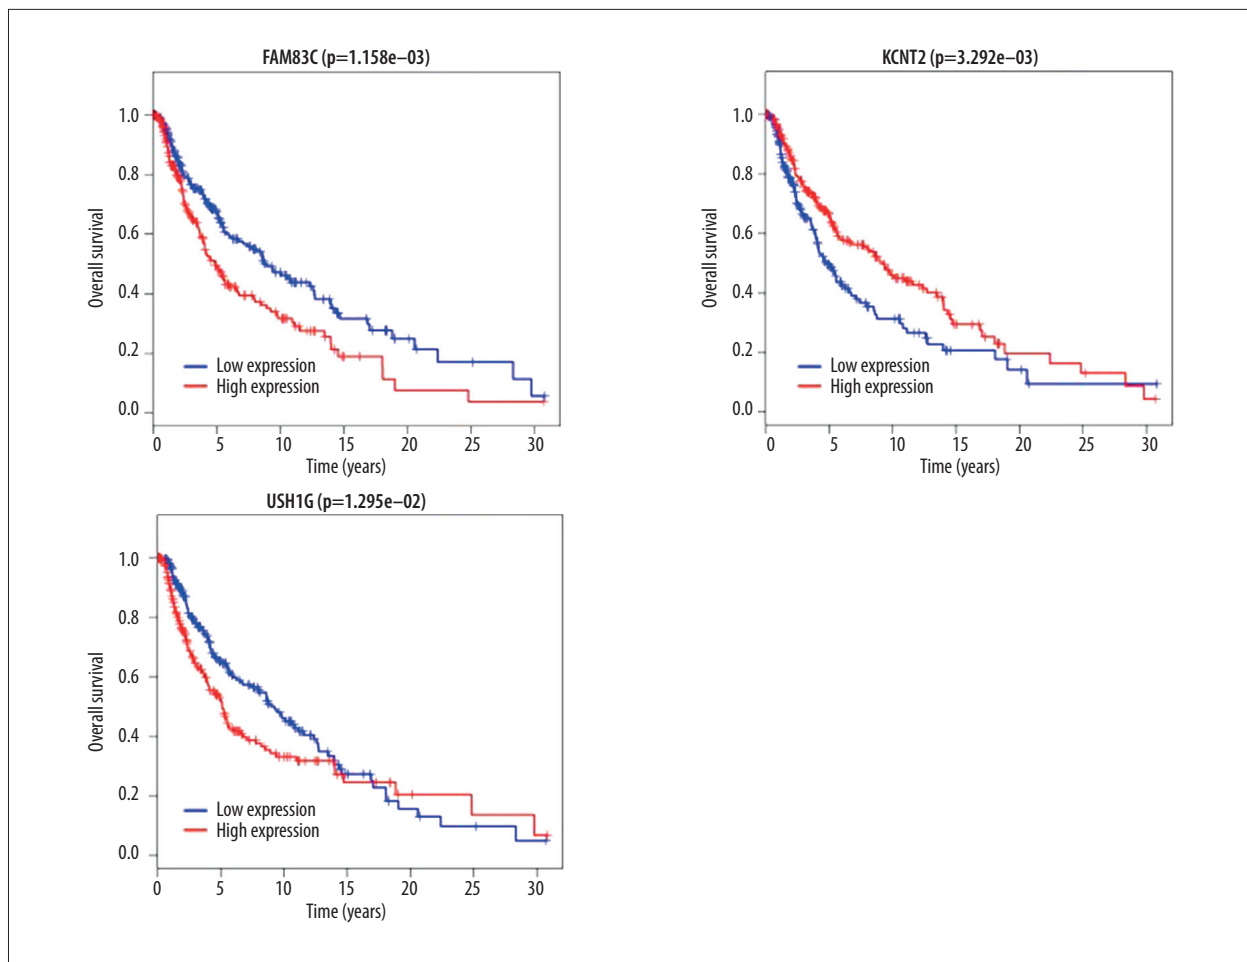 FAM83C (p=1.158e–03)
1.0
0.8
0.6
0.4
0.2
0.0
Overall survival
Low expression
High expression
0 5 10 15 20 25 30
Time (years)
KCNT2 (p=3.292e–03)
1.0
0.8
0.6
0.4
0.2
0.0
Overall survival
Low expression
High expression
0 5 10 15 20 25 30
Time (years)
USH1G (p=1.295e–02)
1.0
0.8
0.6
0.4
0.2
0.0
Overall survival
Low expression
High expression
0 5 10 15 20 25 30
Time (years)